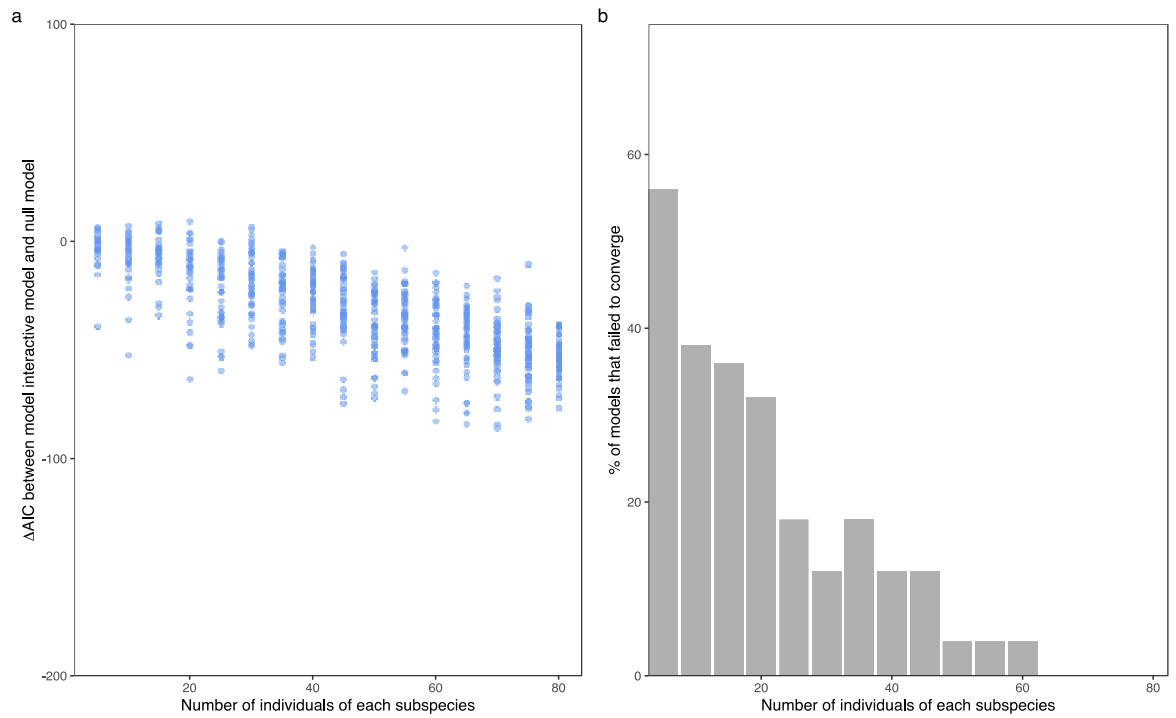 a
100
0
-100
-200
ΔAIC between model interactive model and null model
20 40 60 80
Number of individuals of each subspecies
b
60
40
20
0
% of models that failed to converge
20 40 60 80
Number of individuals of each subspecies